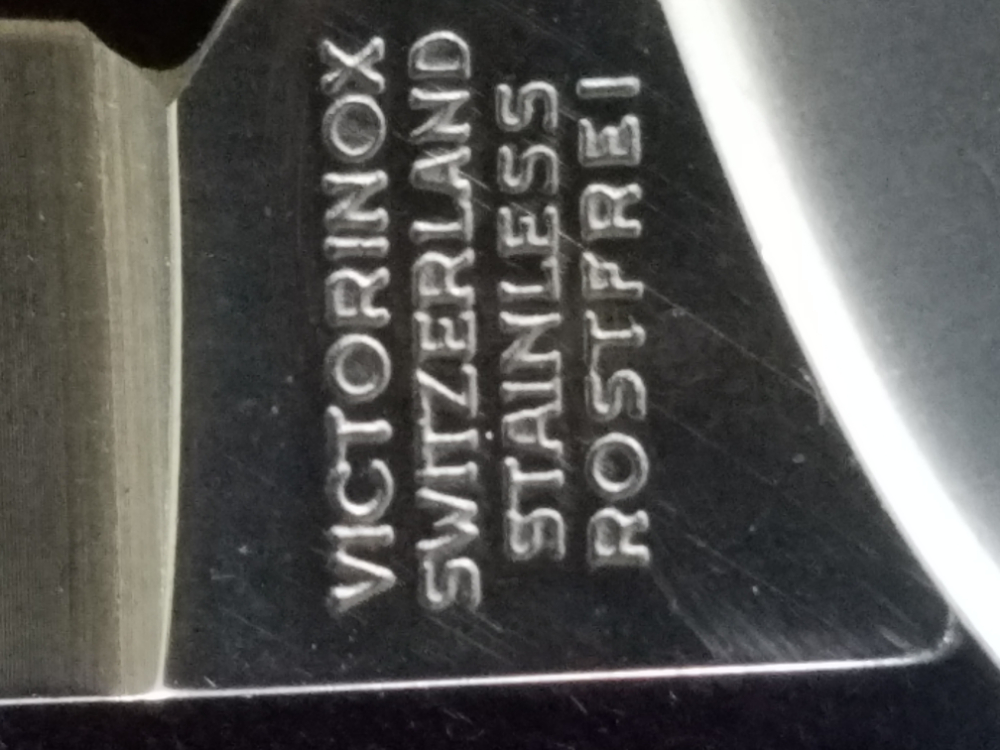 VICTORINOX
SWITZERLAND
STAINLESS
ROSTFREI